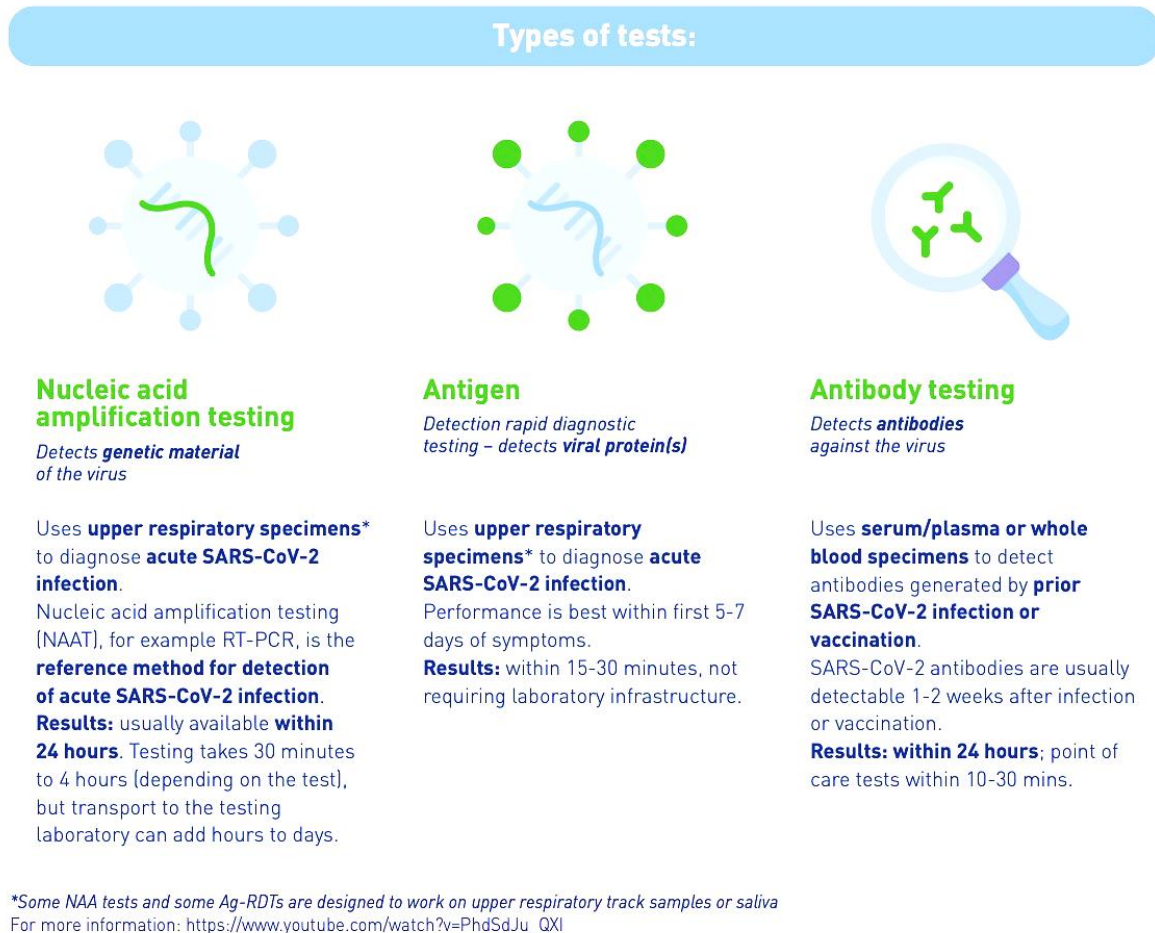 Types of tests:
Nucleic acid
amplification testing
Detects genetic material
of the virus
Uses upper respiratory specimens*
to diagnose acute SARS-CoV-2
infection.
Nucleic acid amplification testing
(NAAT), for example RT-PCR, is the
reference method for detection
of acute SARS-CoV-2 infection.
Results: usually available within
24 hours. Testing takes 30 minutes
to 4 hours (depending on the test),
but transport to the testing
laboratory can add hours to days.
Antigen
Detection rapid diagnostic
testing – detects viral protein(s)
Uses upper respiratory
specimens* to diagnose acute
SARS-CoV-2 infection.
Performance is best within first 5-7
days of symptoms.
Results: within 15-30 minutes, not
requiring laboratory infrastructure.
Antibody testing
Detects antibodies
against the virus
Uses serum/plasma or whole
blood specimens to detect
antibodies generated by prior
SARS-CoV-2 infection or
vaccination.
SARS-CoV-2 antibodies are usually
detectable 1-2 weeks after infection
or vaccination.
Results: within 24 hours; point of
care tests within 10-30 mins.
*Some NAA tests and some Ag-RDTs are designed to work on upper respiratory track samples or saliva
For more information: https://www.youtube.com/watch?v=PhdSdJu_QXI